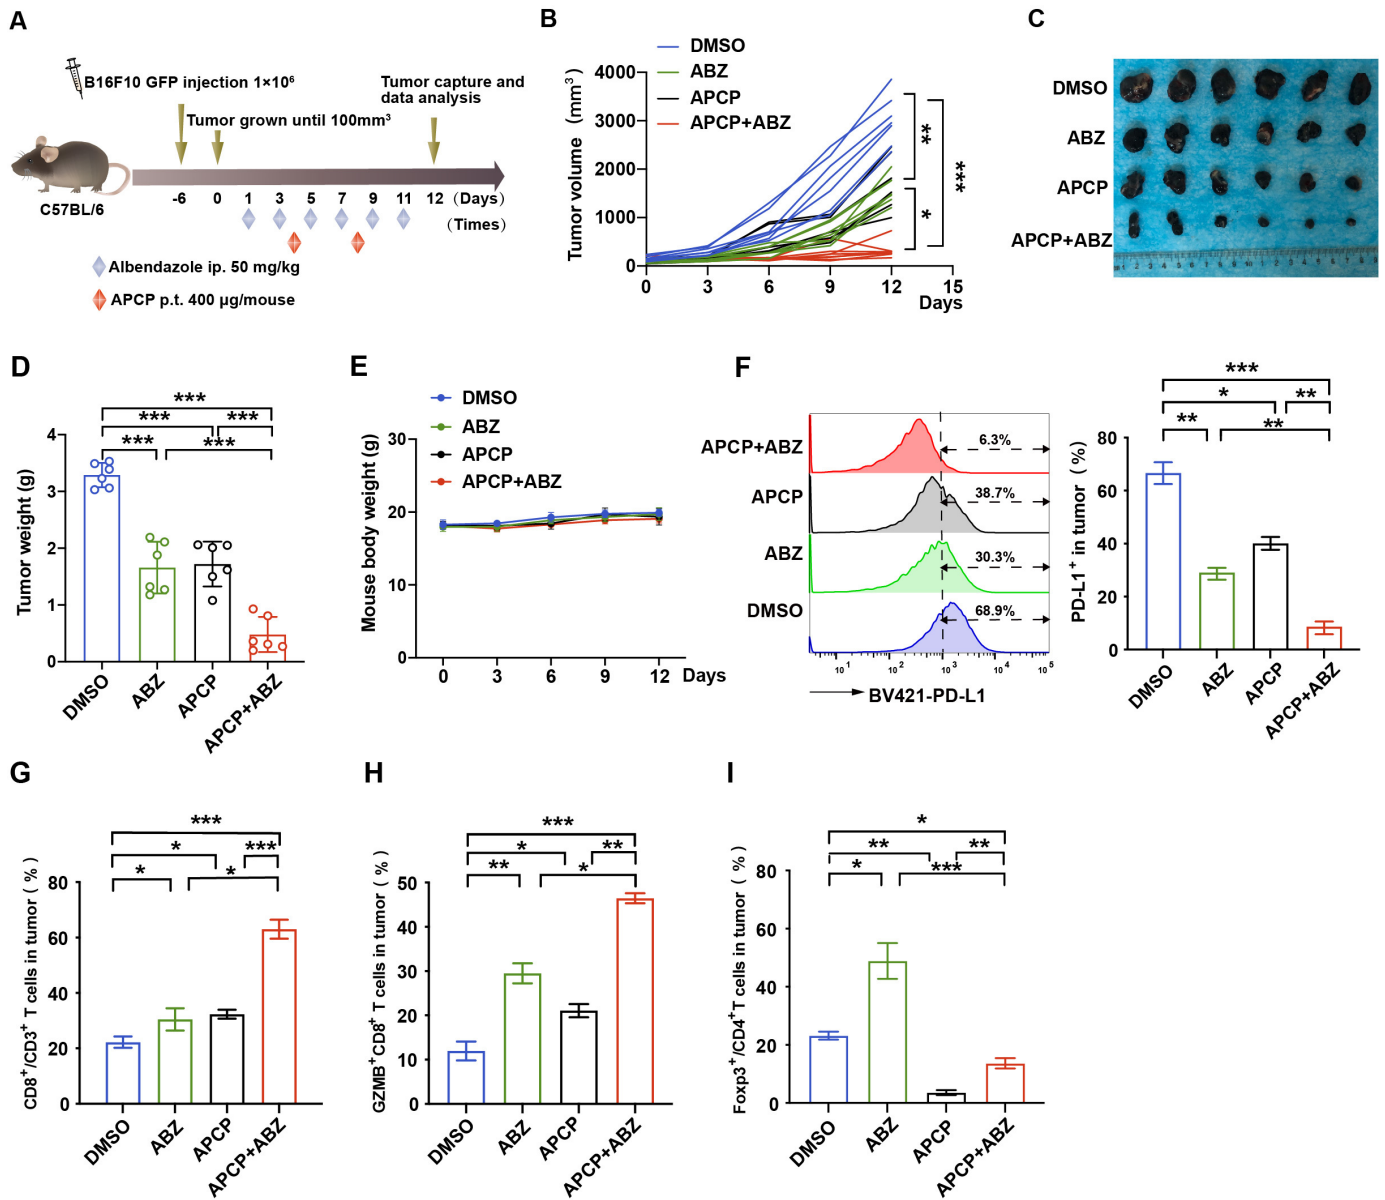 A
B16F10 GFP injection 1×10⁶
Tumor grown until 100mm³
Tumor capture and
data analysis
C57BL/6
-6 0 1 3 5 7 9 11 12 (Days)
(Times)
Albendazole ip. 50 mg/kg
APCP p.t. 400 μg/mouse
B
DMSO
ABZ
APCP
APCP+ABZ
Tumor volume (mm³)
4000
3000
2000
1000
0
0 3 6 9 12 15
Days
**
*
***
C
DMSO
ABZ
APCP
APCP+ABZ
D
***
*** ***
*** ***
Tumor weight (g)
4
3
2
1
0
DMSO ABZ APCP APCP+ABZ
E
DMSO
ABZ
APCP
APCP+ABZ
Mouse body weight (g)
30
20
10
0
0 3 6 9 12 Days
F
APCP+ABZ 6.3%
APCP 38.7%
ABZ 30.3%
DMSO 68.9%
10¹ 10² 10³ 10⁴ 10⁵
BV421-PD-L1
***
* **
** **
PD-L1⁺ in tumor (%)
80
60
40
20
0
DMSO ABZ APCP APCP+ABZ
G
***
* ***
* *
CD8⁺/CD3⁺ T cells in tumor (%)
80
60
40
20
0
DMSO ABZ APCP APCP+ABZ
H
***
* **
** *
GZMB⁺CD8⁺ T cells in tumor (%)
50
40
30
20
10
0
DMSO ABZ APCP APCP+ABZ
I
*
** **
* ***
Foxp3⁺/CD4⁺T cells in tumor (%)
80
60
40
20
0
DMSO ABZ APCP APCP+ABZ